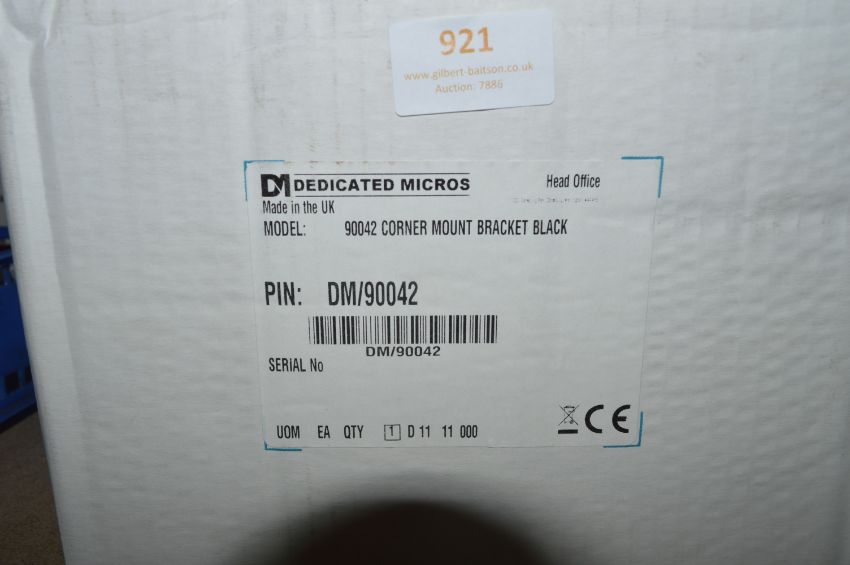 921
www.gilbert-baitson.co.uk
Auction: 7886
DM DEDICATED MICROS Head Office
Made in the UK
MODEL: 90042 CORNER MOUNT BRACKET BLACK
PIN: DM/90042
DM/90042
SERIAL No
UOM EA QTY 1 D 11 11 000
CE